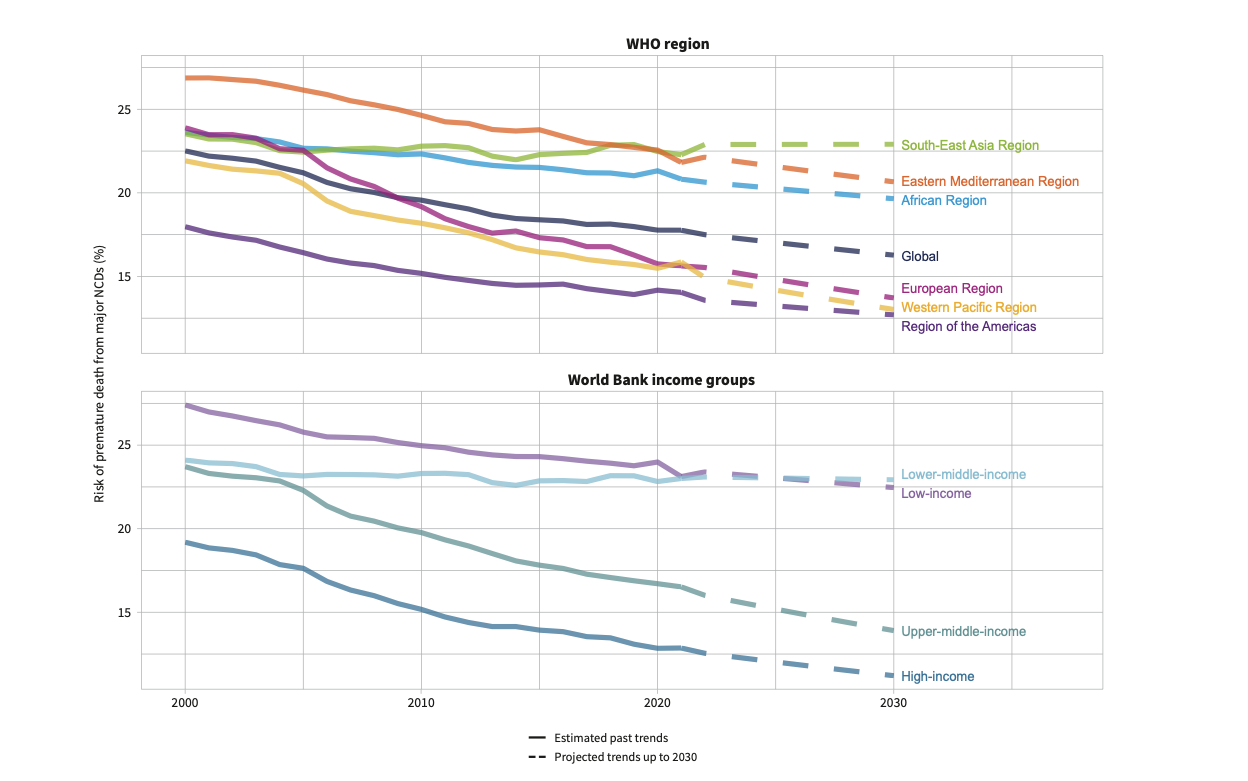 WHO region
25
20
15
South-East Asia Region
Eastern Mediterranean Region
African Region
Global
European Region
Western Pacific Region
Region of the Americas
Risk of premature death from major NCDs (%)
World Bank income groups
25
20
15
Lower-middle-income
Low-income
Upper-middle-income
High-income
2000
2010
2020
2030
Estimated past trends
Projected trends up to 2030